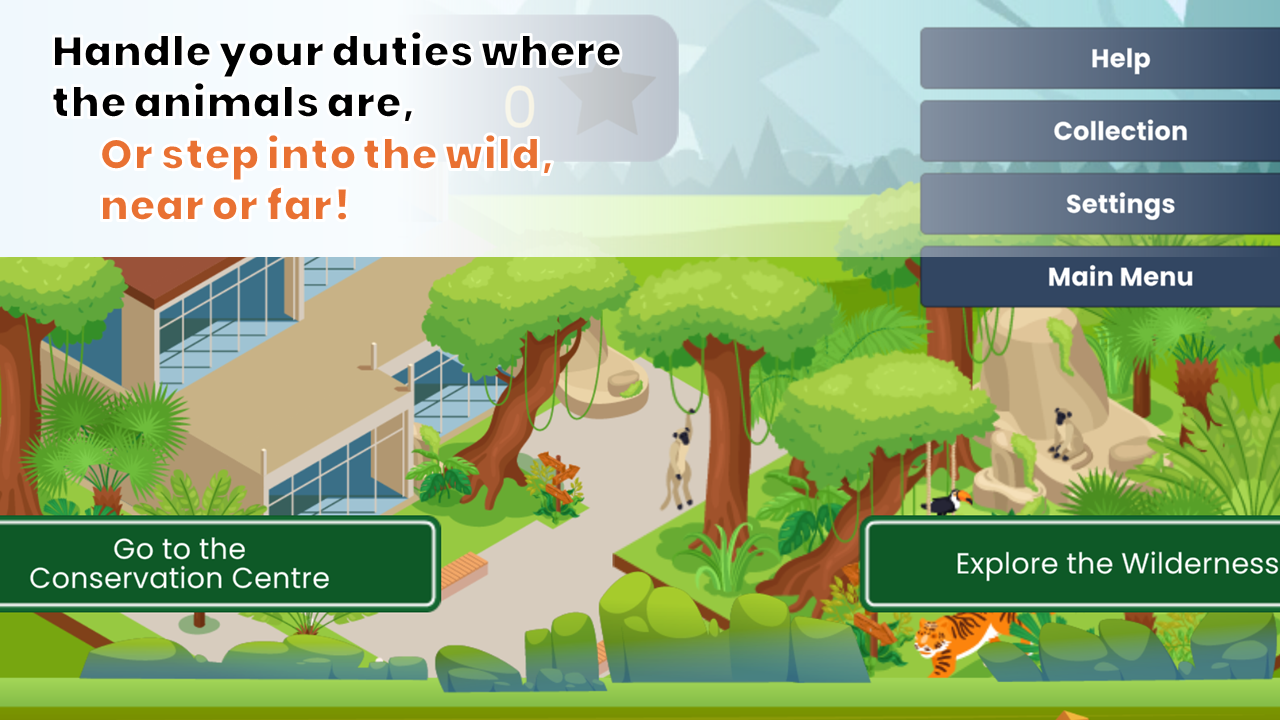 Handle your duties where
the animals are,
Or step into the wild,
near or far!
0
Help
Collection
Settings
Main Menu
Go to the
Conservation Centre
Explore the Wilderness